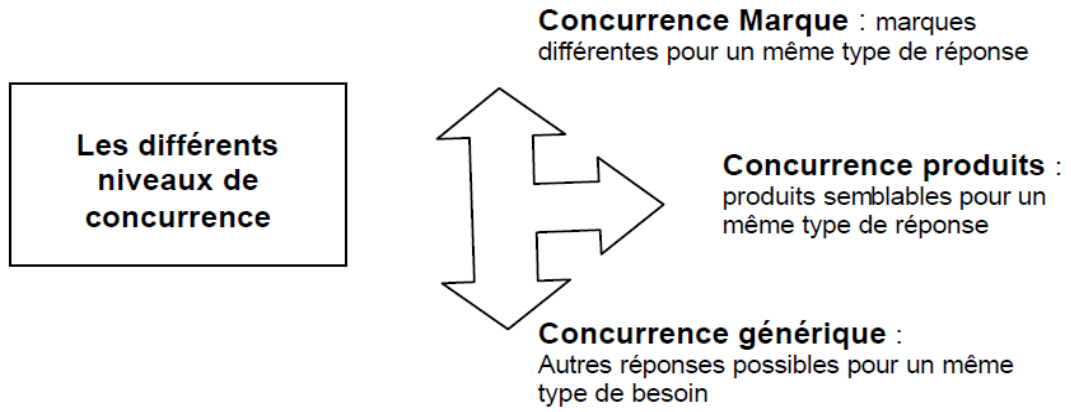 Concurrence Marque : marques
différentes pour un même type de réponse
Les différents
niveaux de
concurrence
Concurrence produits :
produits semblables pour un
même type de réponse
Concurrence générique :
Autres réponses possibles pour un même
type de besoin